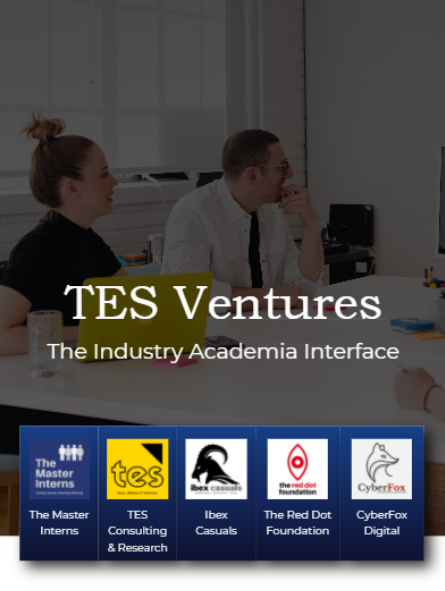 TES Ventures
The Industry Academia Interface
The
Master
Interns
tes
ibex casuals
the red dot
foundation
CyberFox
The Master
Interns
TES
Consulting
& Research
Ibex
Casuals
The Red Dot
Foundation
CyberFox
Digital